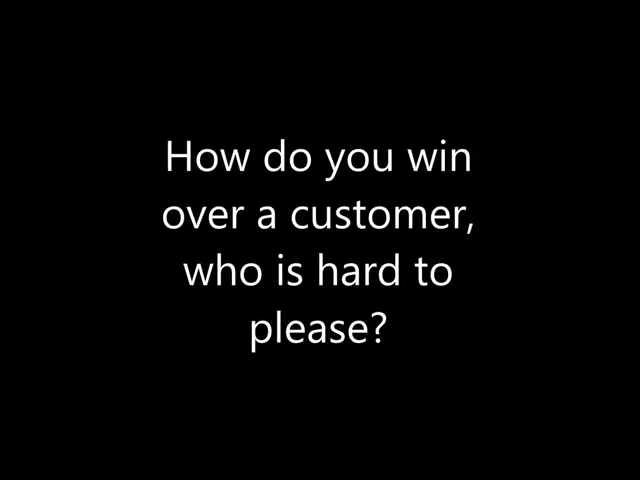 How do you win
over a customer,
who is hard to
please?